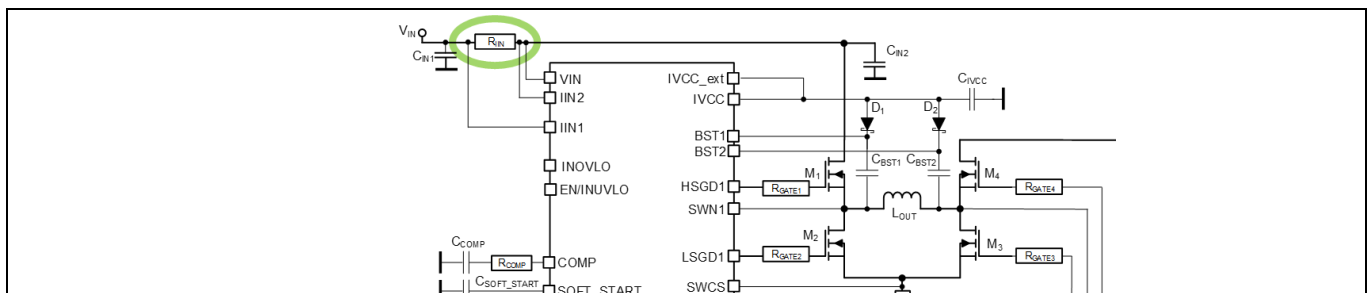 VIN
RIIN
CIN1
CIN2
VIN
IVCC_ext
CIVCC
IIN2
IVCC
D1
D2
IIN1
BST1
BST2
INOVLO
CBST1
CBST2
M1
M4
EN/INUVLO
HSGD1
RGATE1
RGATE4
SWN1
LOUT
M2
M3
CCOMP
RCOMP
COMP
LSGD1
RGATE2
RGATE3
CSOFT_START
SOFT_START
SWCS